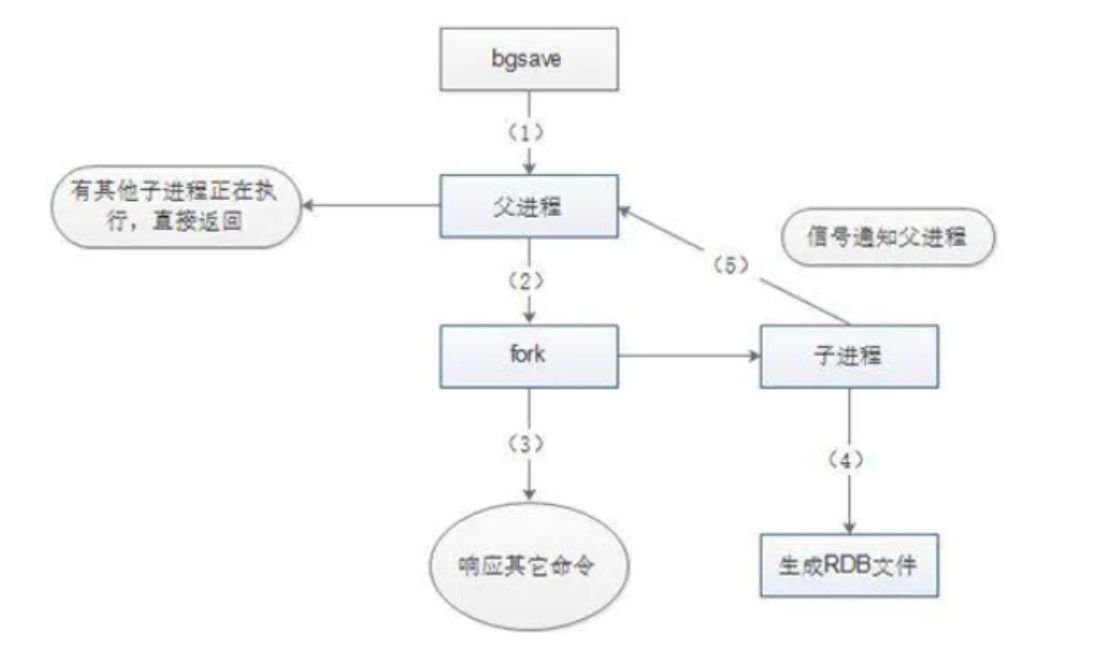 bgsave
（1）
有其他子进程正在执
行，直接返回
父进程
信号通知父进程
（5）
（2）
fork
子进程
（3）
（4）
响应其它命令
生成RDB文件